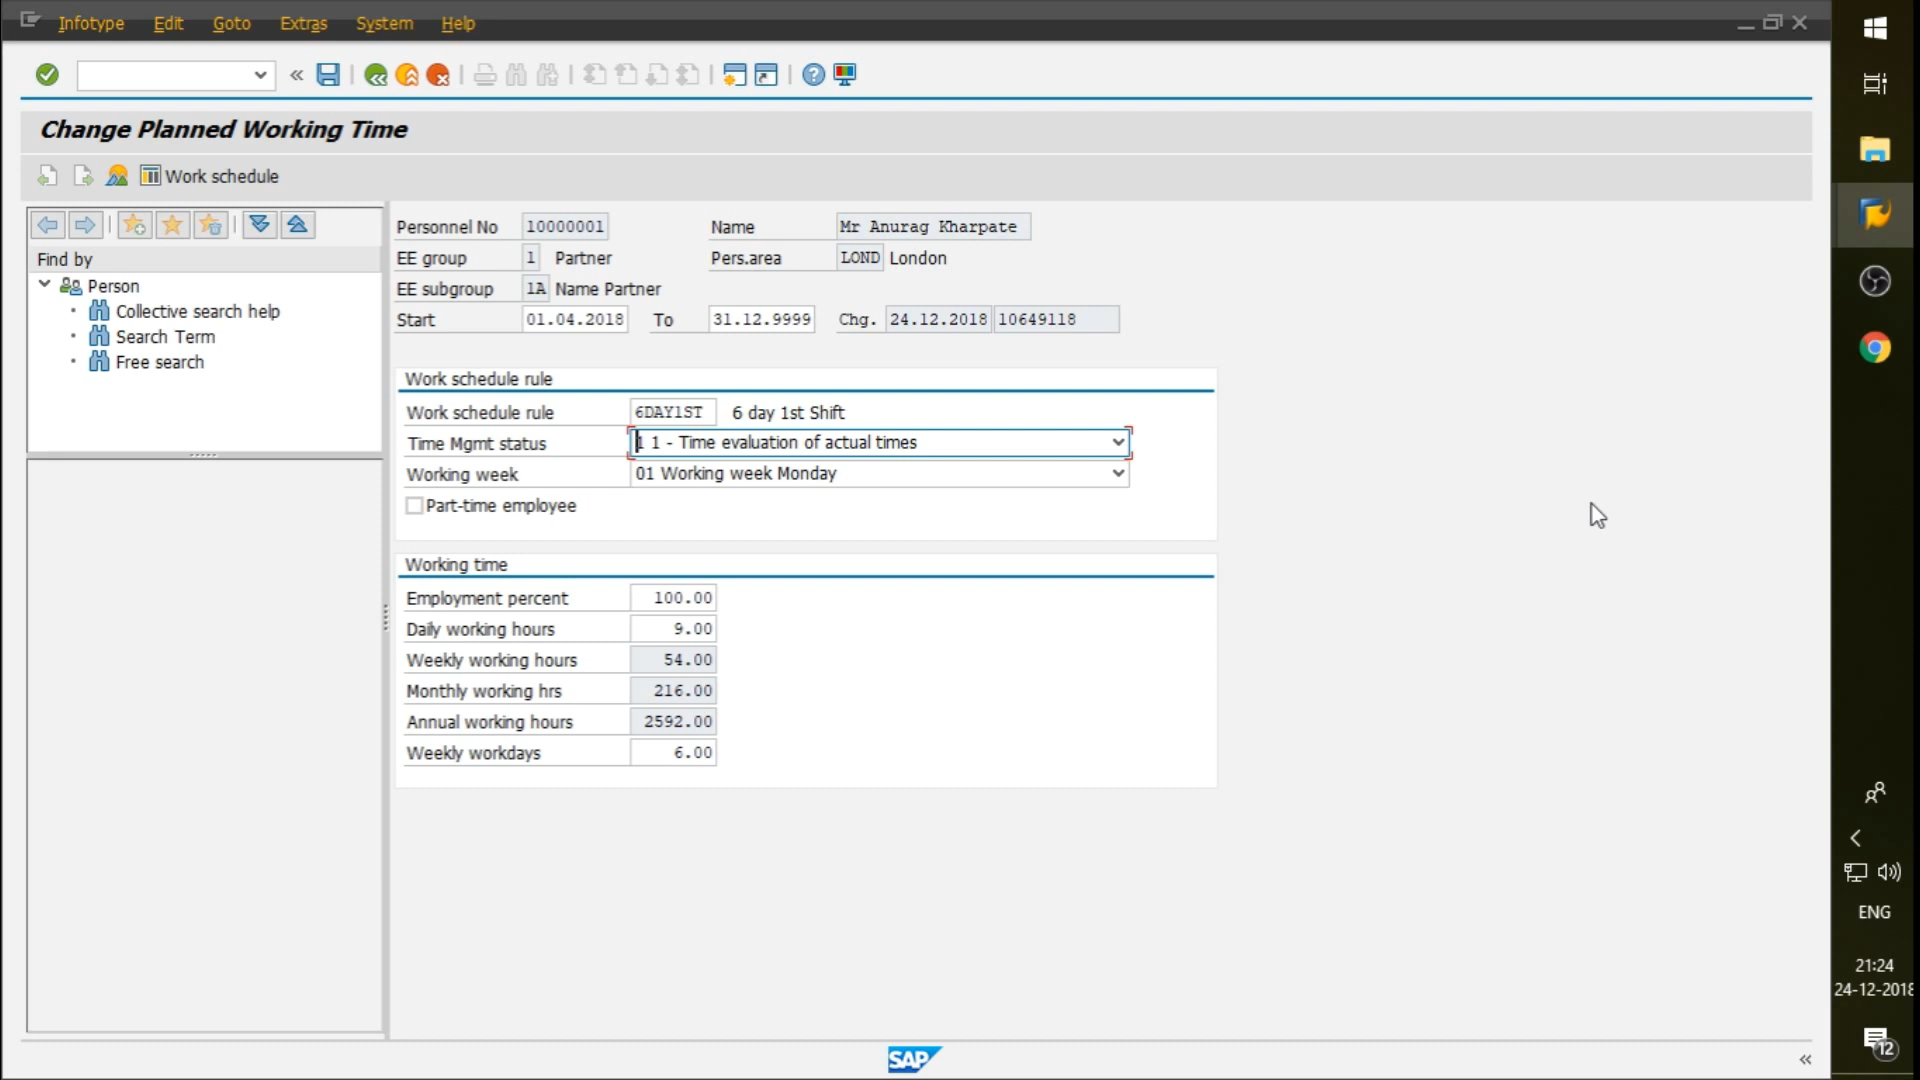 Infotype Edit Goto Extras System Help
Change Planned Working Time
Work schedule
Find by
Person
Collective search help
Search Term
Free search
Personnel No 10000001 Name Mr Anurag Kharpate
EE group 1 Partner Pers.area LOND London
EE subgroup 1A Name Partner
Start 01.04.2018 To 31.12.9999 Chg. 24.12.2018 10649118
Work schedule rule
Work schedule rule 6DAY1ST 6 day 1st Shift
Time Mgmt status 1 1 - Time evaluation of actual times
Working week 01 Working week Monday
Part-time employee
Working time
Employment percent 100.00
Daily working hours 9.00
Weekly working hours 54.00
Monthly working hrs 216.00
Annual working hours 2592.00
Weekly workdays 6.00
SAP
ENG
21:24
24-12-2018
12